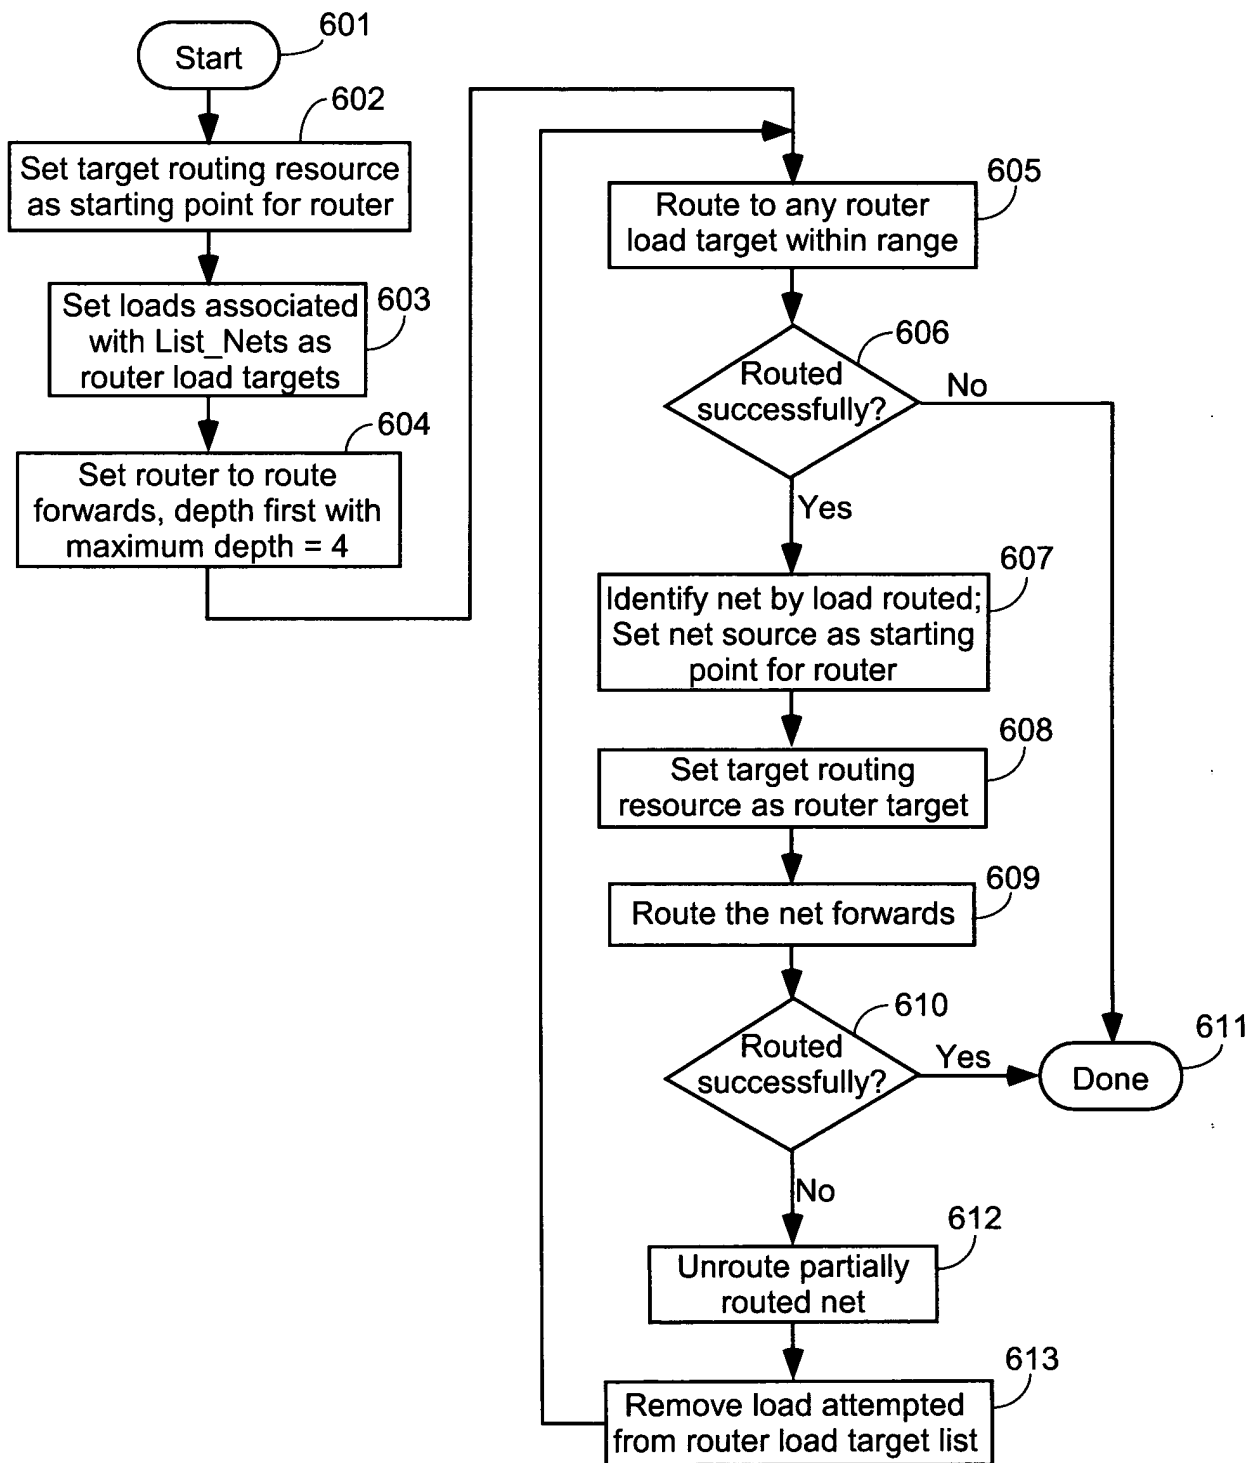 601
Start
602
Set target routing resource
as starting point for router
603
Set loads associated
with List_Nets as
router load targets
604
Set router to route
forwards, depth first with
maximum depth = 4
605
Route to any router
load target within range
606
Routed
successfully?
No
Yes
607
Identify net by load routed;
Set net source as starting
point for router
608
Set target routing
resource as router target
609
Route the net forwards
610
Routed
successfully?
Yes
611
Done
No
612
Unroute partially
routed net
613
Remove load attempted
from router load target list